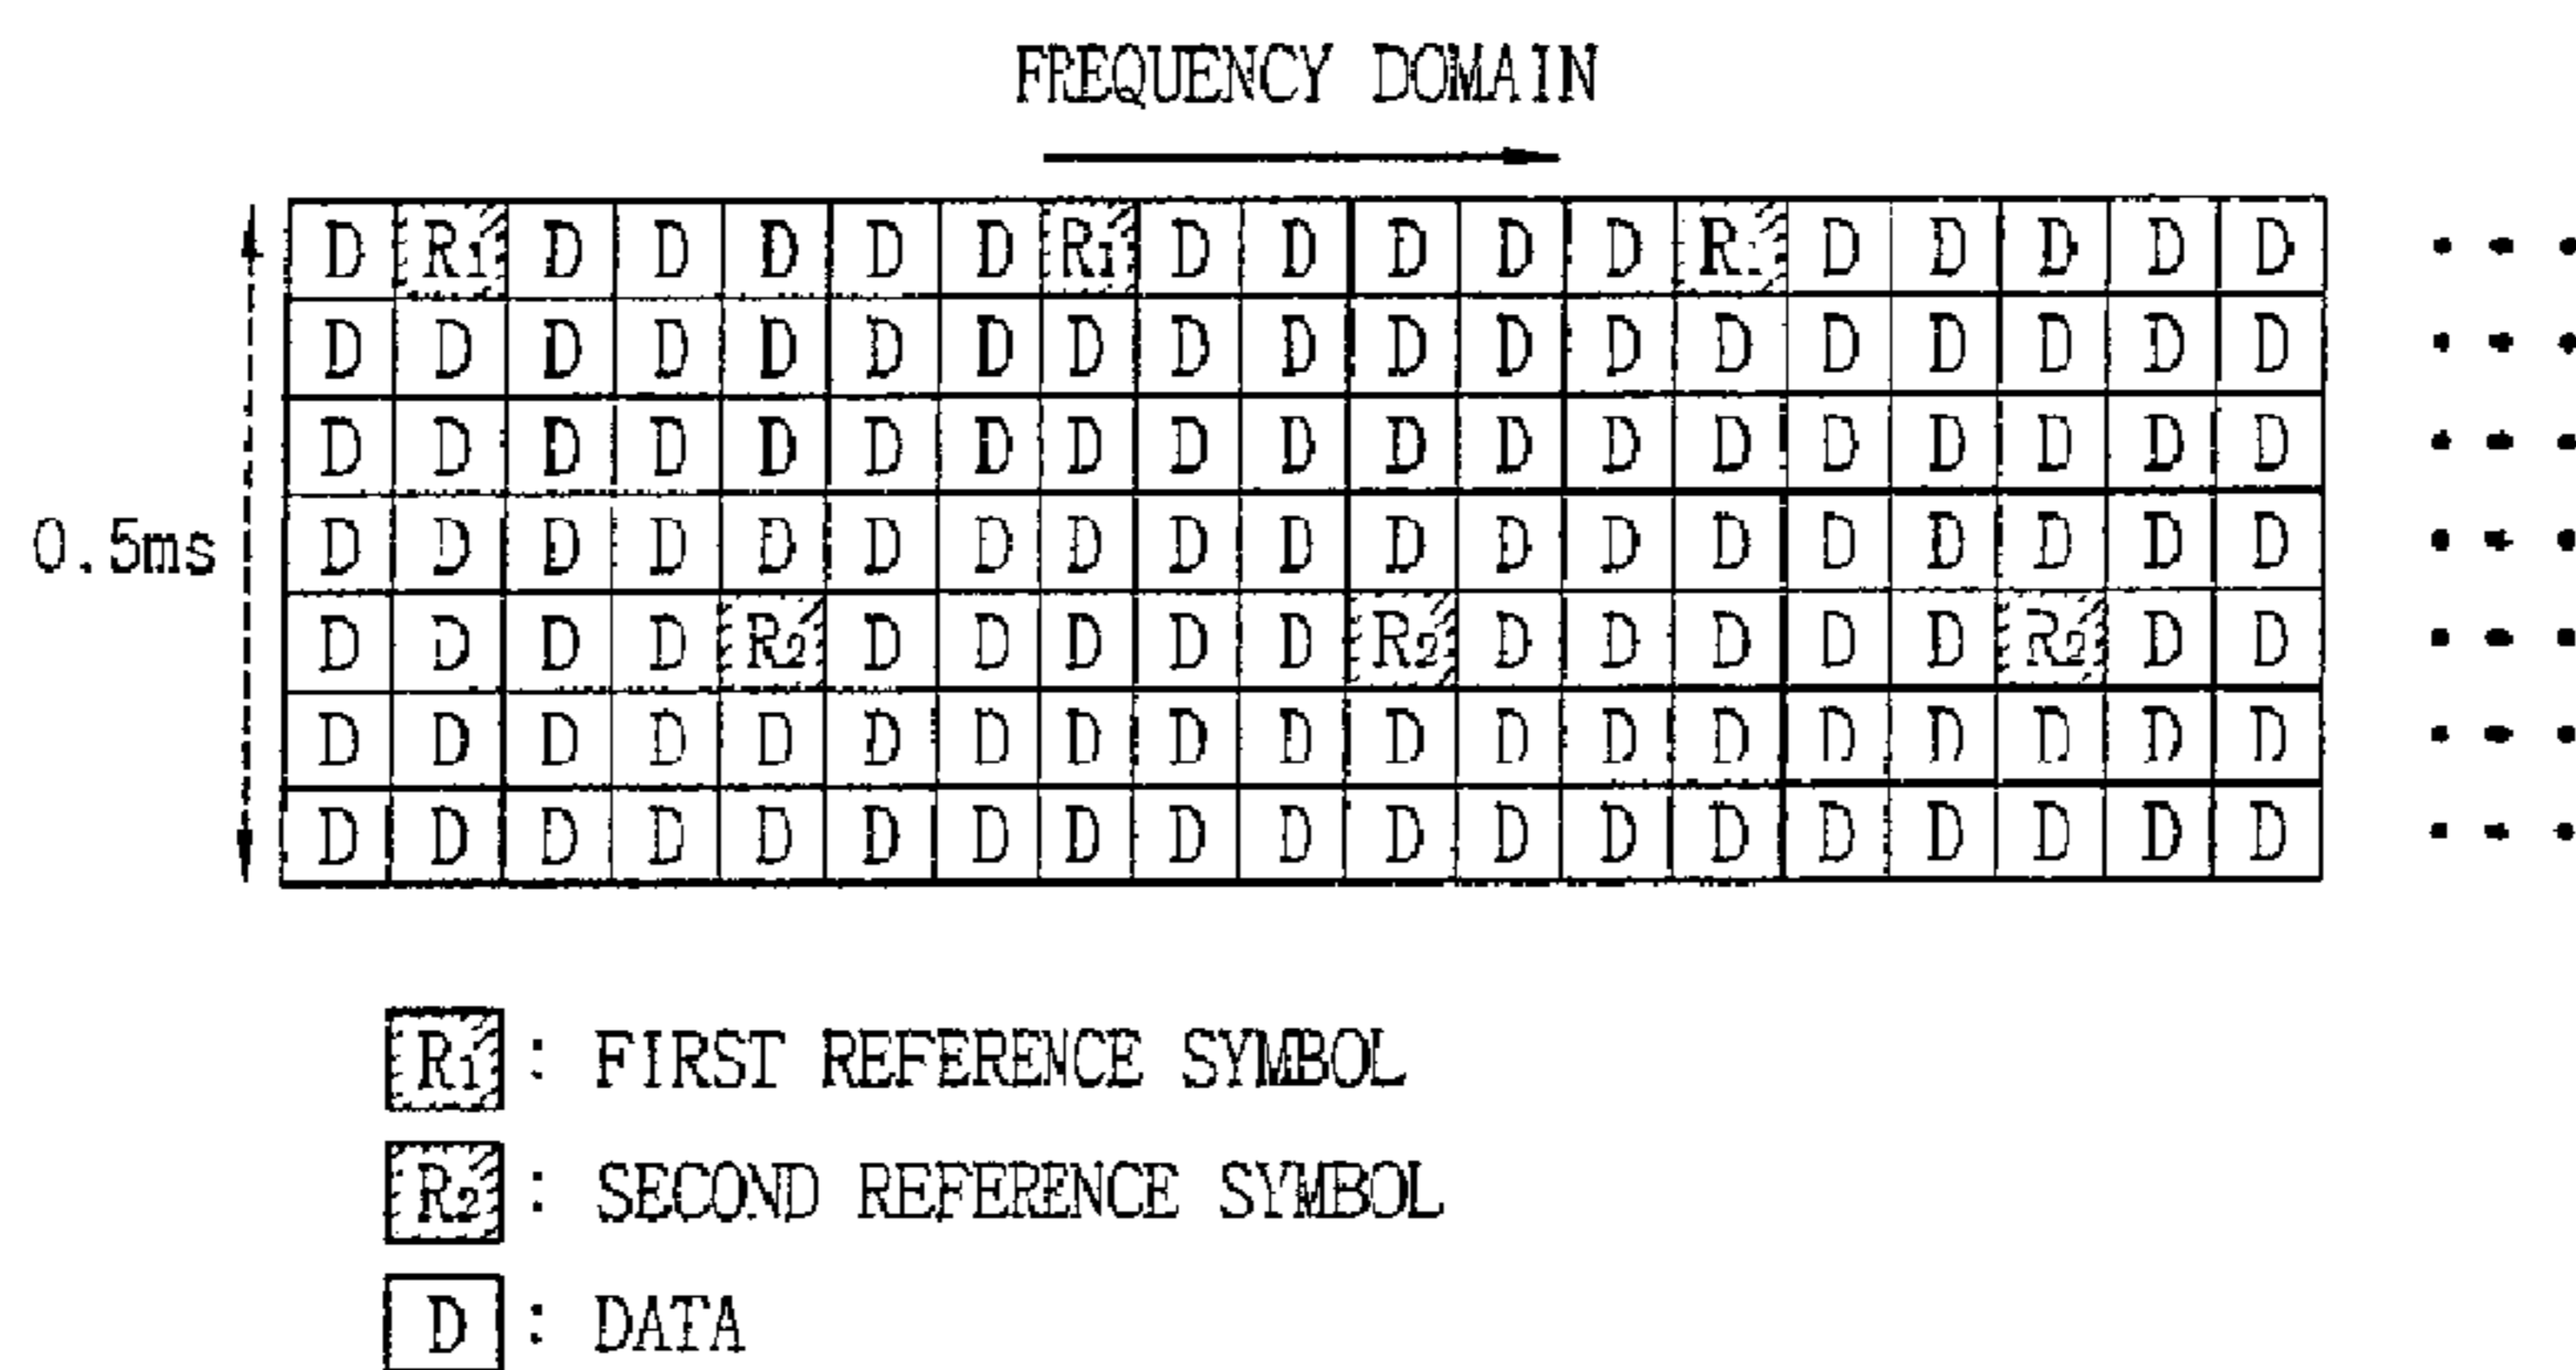 FREQUENCY DOMAIN
D R1 D D D D D R1 D D D D D R1 D D D D D • • •
D D D D D D D D D D D D D D D D D D D • • •
D D D D D D D D D D D D D D D D D D D • • •
0.5ms
D D D D D D D D D D D D D D D D D D D • • •
D D D D R2 D D D D D R2 D D D D D R2 D D • • •
D D D D D D D D D D D D D D D D D D D • • •
D D D D D D D D D D D D D D D D D D D • • •
R1 : FIRST REFERENCE SYMBOL
R2 : SECOND REFERENCE SYMBOL
D : DATA